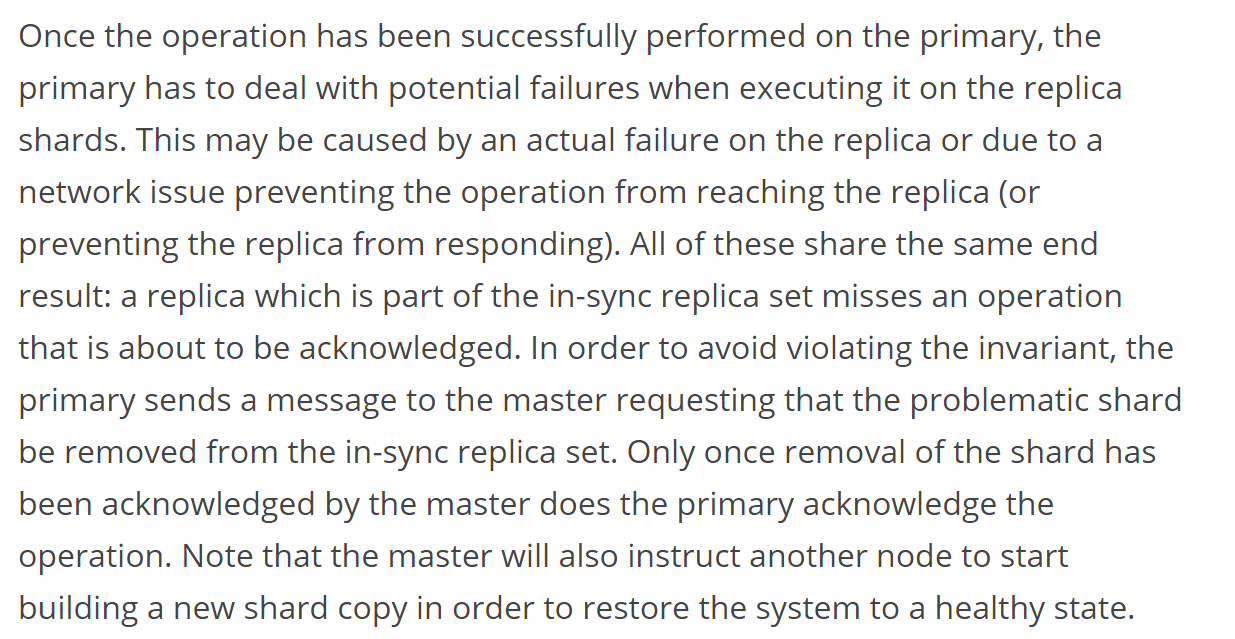 Once the operation has been successfully performed on the primary, the
primary has to deal with potential failures when executing it on the replica
shards. This may be caused by an actual failure on the replica or due to a
network issue preventing the operation from reaching the replica (or
preventing the replica from responding). All of these share the same end
result: a replica which is part of the in-sync replica set misses an operation
that is about to be acknowledged. In order to avoid violating the invariant, the
primary sends a message to the master requesting that the problematic shard
be removed from the in-sync replica set. Only once removal of the shard has
been acknowledged by the master does the primary acknowledge the
operation. Note that the master will also instruct another node to start
building a new shard copy in order to restore the system to a healthy state.